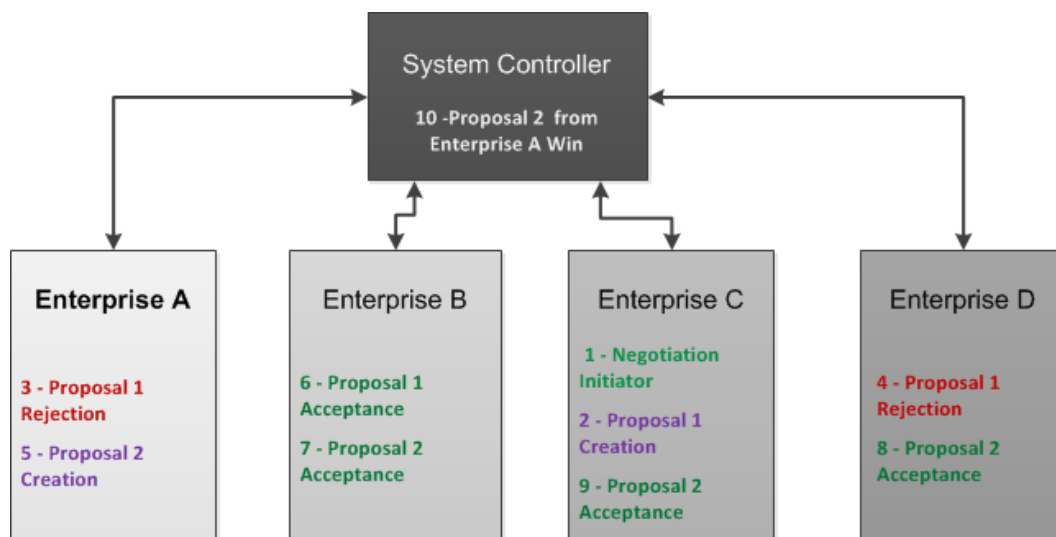 System Controller
10 -Proposal 2 from
Enterprise A Win
Enterprise A
3 - Proposal 1
Rejection
5 - Proposal 2
Creation
Enterprise B
6 - Proposal 1
Acceptance
7 - Proposal 2
Acceptance
Enterprise C
1 - Negotiation
Initiator
2 - Proposal 1
Creation
9 - Proposal 2
Acceptance
Enterprise D
4 - Proposal 1
Rejection
8 - Proposal 2
Acceptance